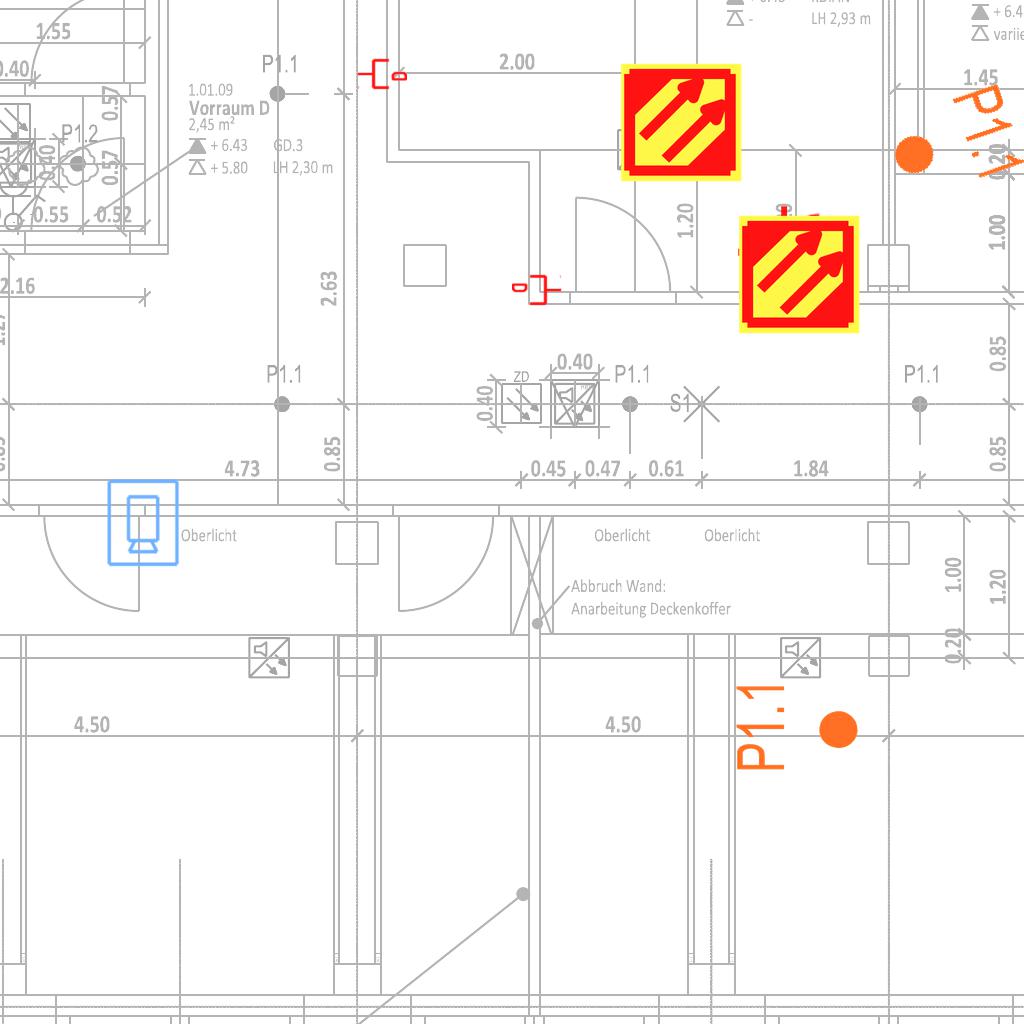 LH 2,93 m
+ 6.4
-
variie
1.55
0.40
P1.1
2.00
1.45
P1.1
1.01.09
Vorraum D
2,45 m²
+ 6.43
GD.3
+ 5.80
LH 2,30 m
0.57
P1.2
0.40
0.57
0.20
0.55
0.52
1.20
1.00
2.16
2.63
P1.1
ZD
0.40
0.40
P1.1
S1
P1.1
0.85
4.73
0.85
0.45
0.47
0.61
1.84
0.85
Oberlicht
Oberlicht
Oberlicht
Abbruch Wand:
Anarbeitung Deckenkoffer
1.00
1.20
0.20
4.50
4.50
P1.1